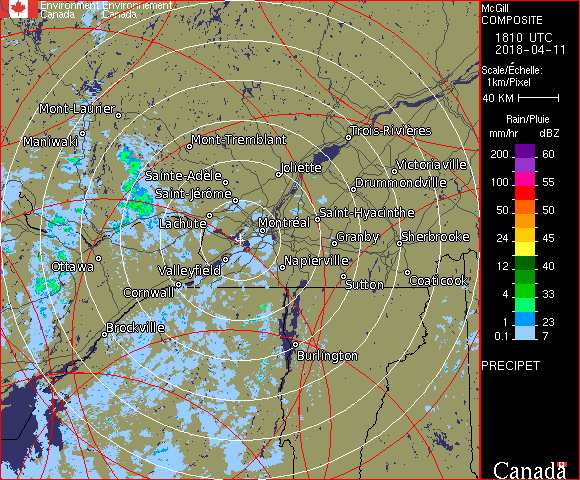 Environment Environnement
Canada Canada
McGill
COMPOSITE
1810 UTC
2018-04-11
Scale/Échelle:
1km/Pixel
40 KM
Rain/Pluie
mm/hr dBZ
200 60
100 55
75 55
50 50
24 45
12 40
4 33
1 23
0.1 7
PRECIPET
Canada
Mont-Laurier
Maniwaki
Mont-Tremblant
Trois-Rivières
Joliette
Victoriaville
Sainte-Adèle
Drummondville
Saint-Jérôme
Lachute
Saint-Hyacinthe
Montréal
Granby
Sherbrooke
Ottawa
Valleyfield
Napierville
Cornwall
Sutton
Coaticook
Brockville
Burlington